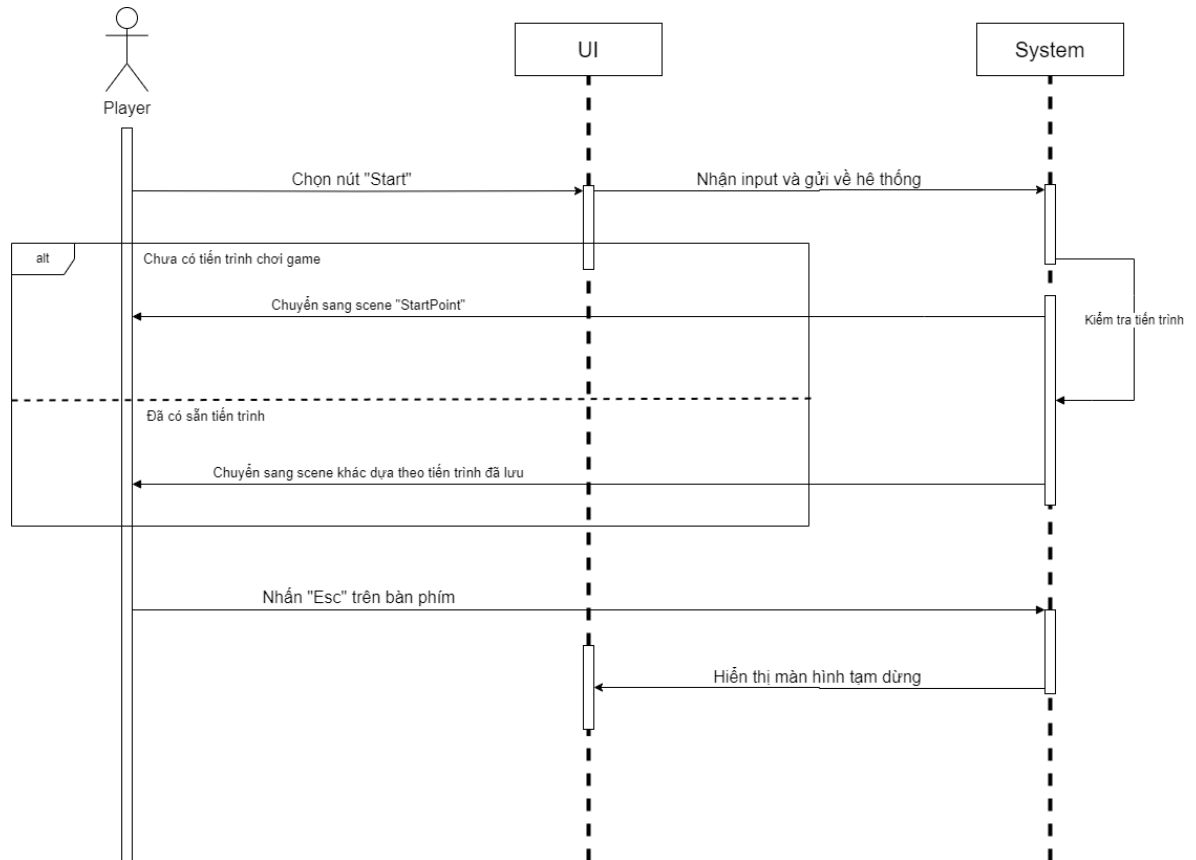 UI
System
Player
Chọn nút "Start"
Nhận input và gửi về hê thống
alt
Chưa có tiến trình chơi game
Chuyển sang scene "StartPoint"
Kiểm tra tiến trình
Đã có sẵn tiến trình
Chuyển sang scene khác dựa theo tiến trình đã lưu
Nhấn "Esc" trên bàn phím
Hiển thị màn hình tạm dừng